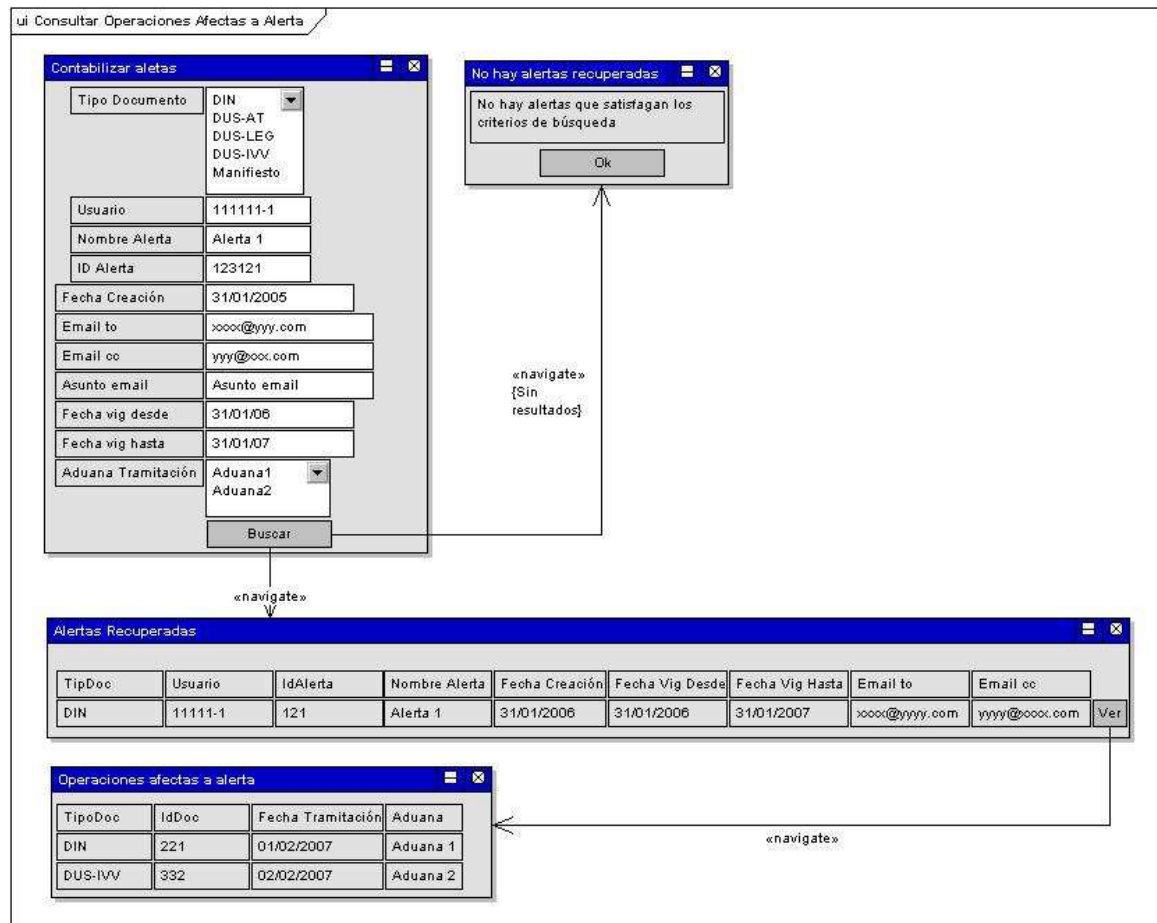 ui Consultar Operaciones Afectas a Alerta
Contabilizar aletas
Tipo Documento
DIN
DUS-AT
DUS-LEG
DUS-IVV
Manifiesto
Usuario 111111-1
Nombre Alerta Alerta 1
ID Alerta 123121
Fecha Creación 31/01/2005
Email to xxxx@yyy.com
Email cc yyy@xxx.com
Asunto email Asunto email
Fecha vig desde 31/01/06
Fecha vig hasta 31/01/07
Aduana Tramitación Aduana1
Aduana2
Buscar
No hay alertas recuperadas
No hay alertas que satisfagan los
criterios de búsqueda
Ok
«navigate»
{Sin
resultados}
«navigate»
Alertas Recuperadas
TipDoc Usuario IdAlerta Nombre Alerta Fecha Creación Fecha Vig Desde Fecha Vig Hasta Email to Email cc
DIN 11111-1 121 Alerta 1 31/01/2006 31/01/2006 31/01/2007 xxxx@yyyy.com yyyy@xxxx.com Ver
Operaciones afectas a alerta
TipoDoc IdDoc Fecha Tramitación Aduana
DIN 221 01/02/2007 Aduana 1
DUS-IVV 332 02/02/2007 Aduana 2
«navigate»